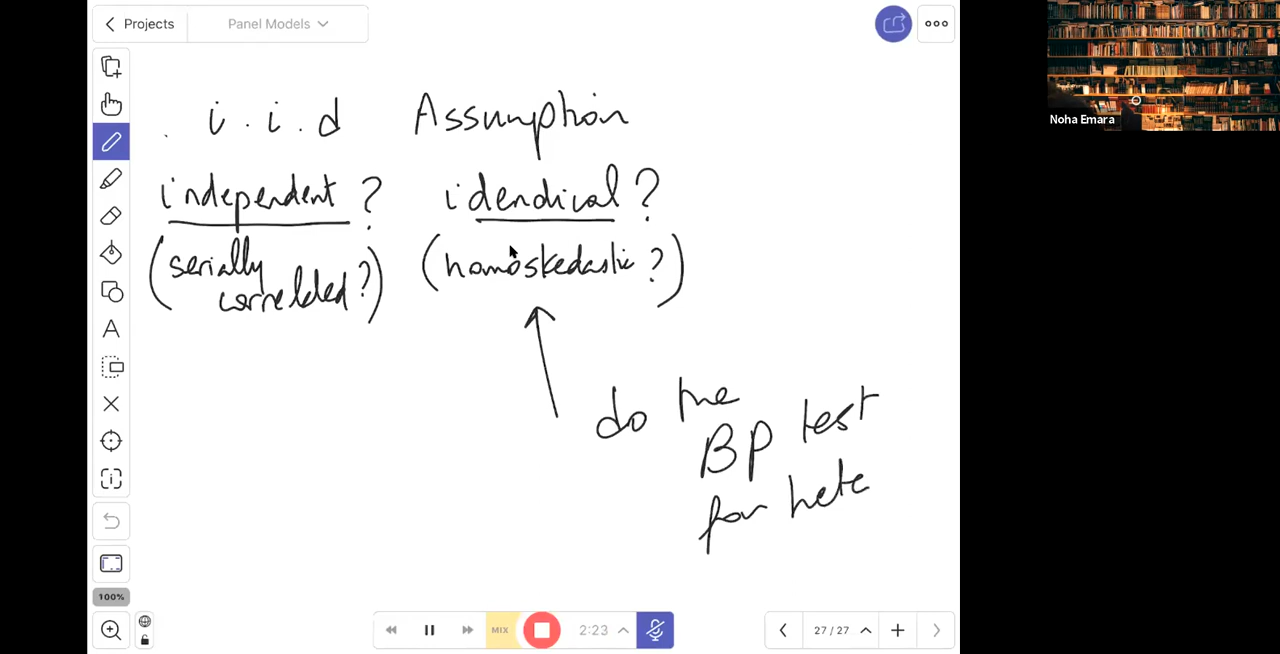 Projects
Panel Models
i.i.d Assumption
independent? idendical?
(serially correlated?) (homoskedastic?)
do the
BP test
for hete
A
100%
MIX
2:23
27/27
Noha Emara